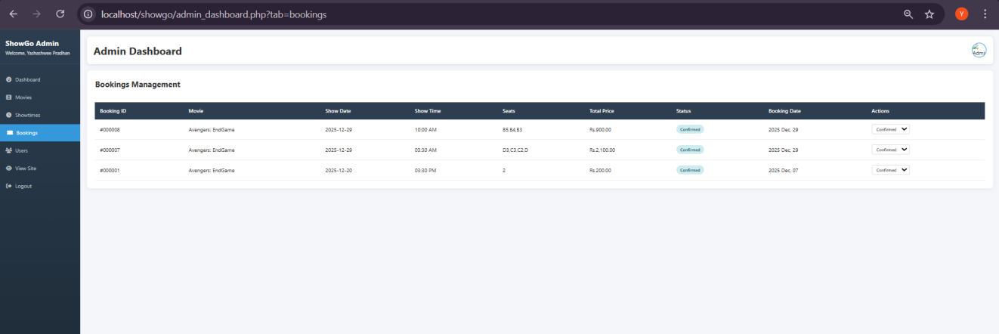 localhost/showgo/admin_dashboard.php?tab=bookings
Y
ShowGo Admin
Welcome, Yashashwee Pradhan
Dashboard
Movies
Showtimes
Bookings
Users
View Site
Logout
Admin Dashboard
Admi
Bookings Management
Booking ID Movie Show Date Show Time Seats Total Price Status Booking Date Actions
#000008 Avengers: EndGame 2025-12-29 10:00 AM B5,B4,B3 Rs.900.00 Confirmed 2025 Dec, 29 Confirmed
#000007 Avengers: EndGame 2025-12-29 03:30 AM D3,C3,C2,D Rs.2,100.00 Confirmed 2025 Dec, 29 Confirmed
#000001 Avengers: EndGame 2025-12-20 03:30 PM 2 Rs.200.00 Confirmed 2025 Dec, 07 Confirmed